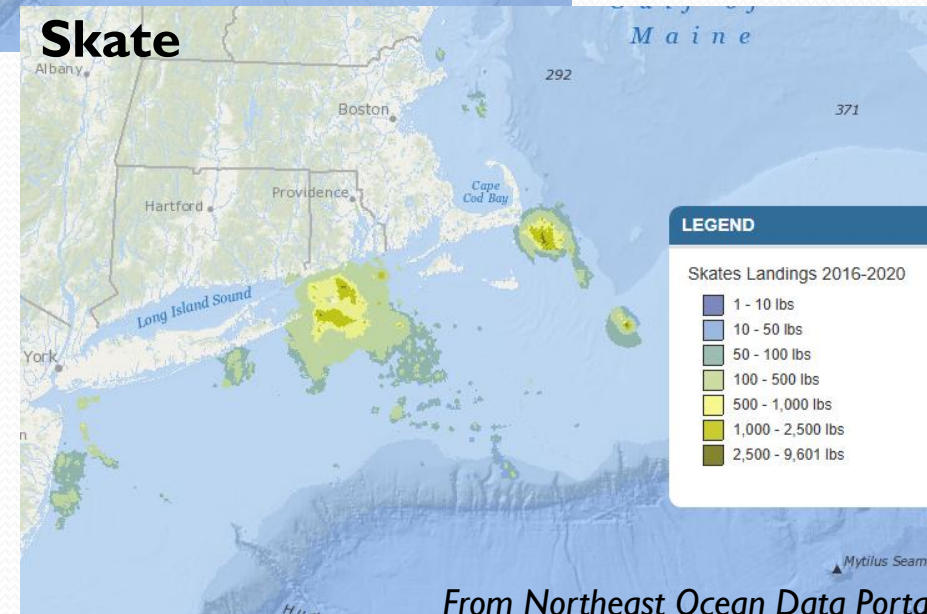 Skate
M a i n e
Albany
292
371
Boston
Cape
Cod Bay
Providence
Hartford
LEGEND
Skates Landings 2016-2020
1 - 10 lbs
10 - 50 lbs
50 - 100 lbs
100 - 500 lbs
500 - 1,000 lbs
1,000 - 2,500 lbs
2,500 - 9,601 lbs
Long Island Sound
York
n
Mytilus Seam
From Northeast Ocean Data Porta